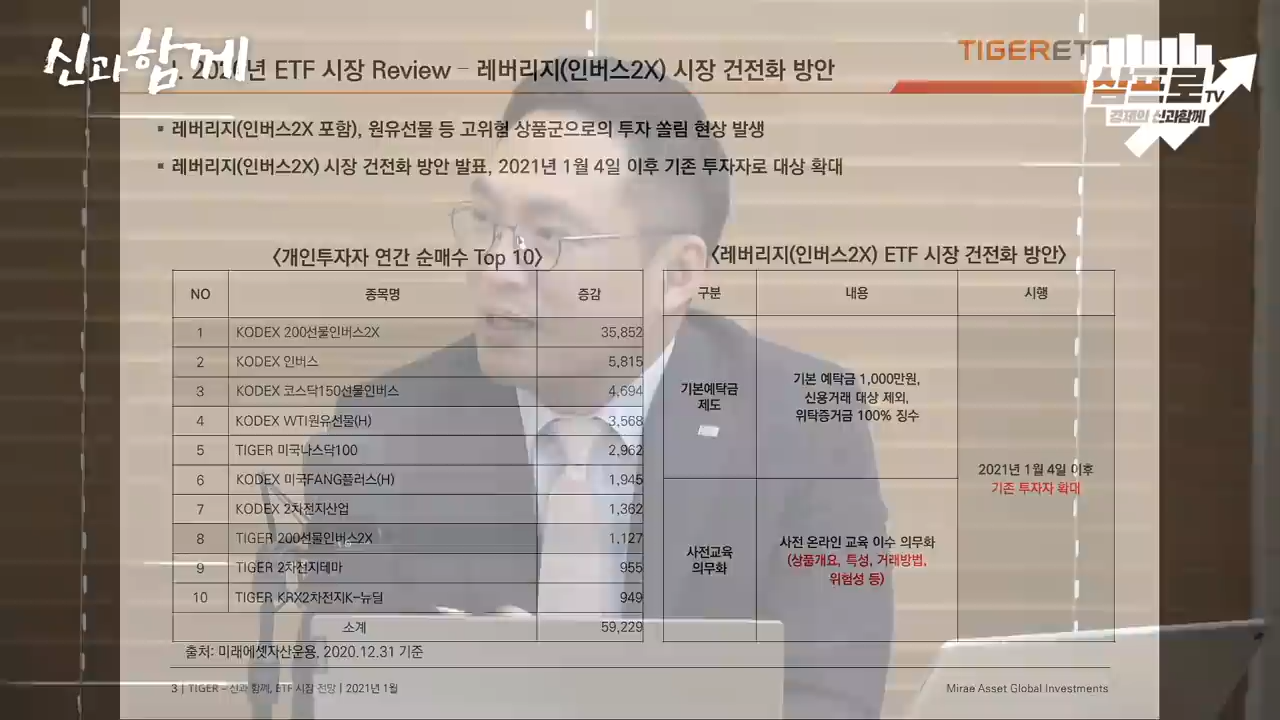 신과함께
TIGERET
삼프로TV
경제의 신과함께
년 ETF 시장 Review – 레버리지(인버스2X) 시장 건전화 방안
▪ 레버리지(인버스2X 포함), 원유선물 등 고위험 상품군으로의 투자 쏠림 현상 발생
▪ 레버리지(인버스2X) 시장 건전화 방안 발표, 2021년 1월 4일 이후 기존 투자자로 대상 확대
〈개인투자자 연간 순매수 Top 10〉
NO 종목명 증감
1 KODEX 200선물인버스2X 35,852
2 KODEX 인버스 5,815
3 KODEX 코스닥150선물인버스 4,694
4 KODEX WTI원유선물(H) 3,568
5 TIGER 미국나스닥100 2,962
6 KODEX 미국FANG플러스(H) 1,945
7 KODEX 2차전지산업 1,362
8 TIGER 200선물인버스2X 1,127
9 TIGER 2차전지테마 955
10 TIGER KRX2차전지K-뉴딜 949
소계 59,229
출처: 미래에셋자산운용, 2020.12.31 기준
〈레버리지(인버스2X) ETF 시장 건전화 방안〉
구분 내용 시행
기본예탁금
제도
기본 예탁금 1,000만원,
신용거래 대상 제외,
위탁증거금 100% 징수
사전교육
의무화
사전 온라인 교육 이수 의무화
(상품개요, 특성, 거래방법,
위험성 등)
2021년 1월 4일 이후
기존 투자자 확대
3 | TIGER – 신과 함께, ETF 시장 전망 | 2021년 1월
Mirae Asset Global Investments